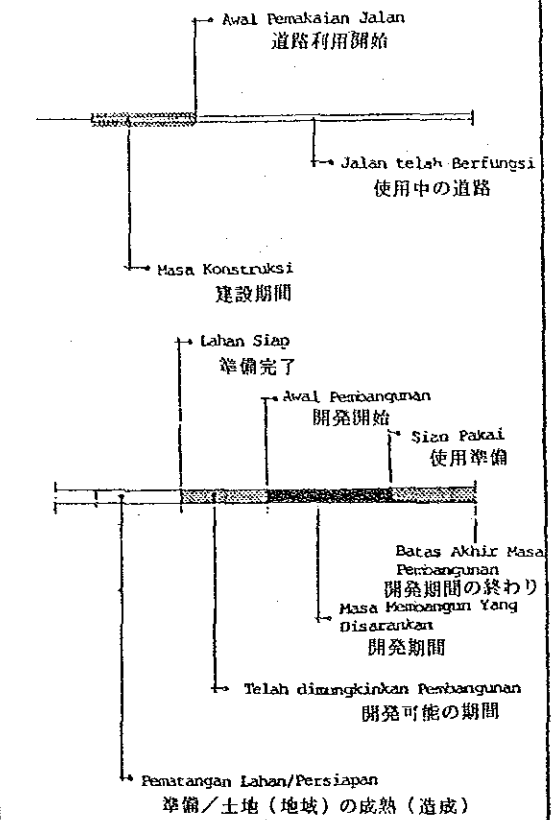 Awal Pemakaian Jalan
道路利用開始
Jalan telah Berfungsi
使用中の道路
Masa Konstruksi
建設期間
Lahan Siap
準備完了
Awal Pembangunan
開発開始
Siap Pakai
使用準備
Batas Akhir Masa
Pembangunan
開発期間の終わり
Masa Membangun Yang
Disarankan
開発期間
Telah dimungkinkan Pembangunan
開発可能の期間
Pematangan Lahan/Persiapan
準備／土地（地域）の成熟（造成）